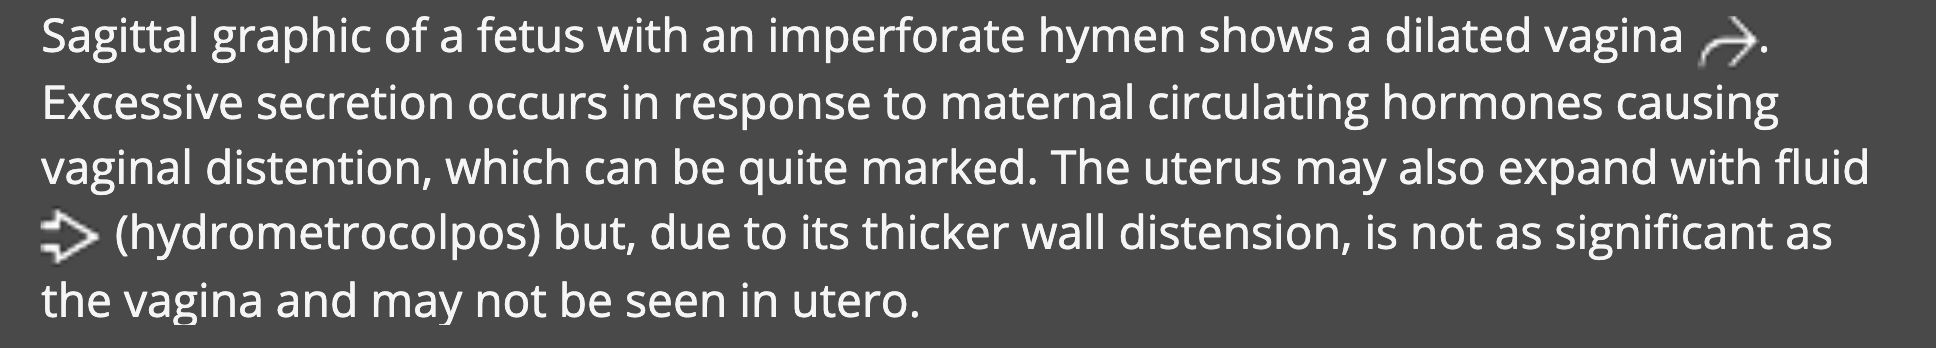 Sagittal graphic of a fetus with an imperforate hymen shows a dilated vagina .
Excessive secretion occurs in response to maternal circulating hormones causing
vaginal distention, which can be quite marked. The uterus may also expand with fluid
(hydrometrocolpos) but, due to its thicker wall distension, is not as significant as
the vagina and may not be seen in utero.